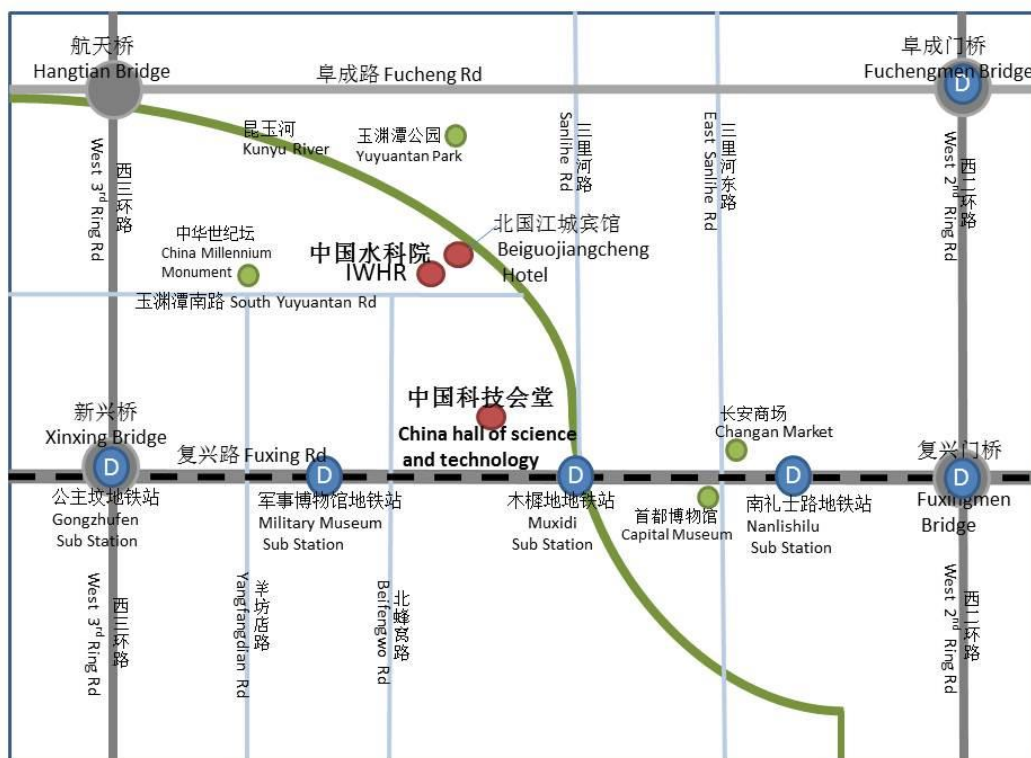 航天桥
Hangtian Bridge
阜成路 Fucheng Rd
阜成门桥
Fuchengmen Bridge
D
昆玉河
Kunyu River
玉渊潭公园
Yuyuantan Park
三里河路
Sanlihe Rd
三里河东路
East Sanlihe Rd
西三环路
West 3rd Ring Rd
西二环路
West 2nd Ring Rd
中华世纪坛
China Millennium
Monument
中国水科院
IWHR
北国江城宾馆
Beiguojiangcheng
Hotel
玉渊潭南路 South Yuyuantan Rd
新兴桥
Xinxing Bridge
D
复兴路 Fuxing Rd
中国科技会堂
China hall of science
and technology
长安商场
Changan Market
复兴门桥
D
Fuxingmen
Bridge
公主坟地铁站
Gongzhufen
Sub Station
D
军事博物馆地铁站
Military Museum
Sub Station
D
木樨地地铁站
Muxidi
Sub Station
首都博物馆
Capital Museum
D
南礼士路地铁站
Nanlishilu
Sub Station
西三环路
West 3rd Ring Rd
羊坊店路
Yangfangdian Rd
北蜂窝路
Beifengwo Rd
西二环路
West 2nd Ring Rd